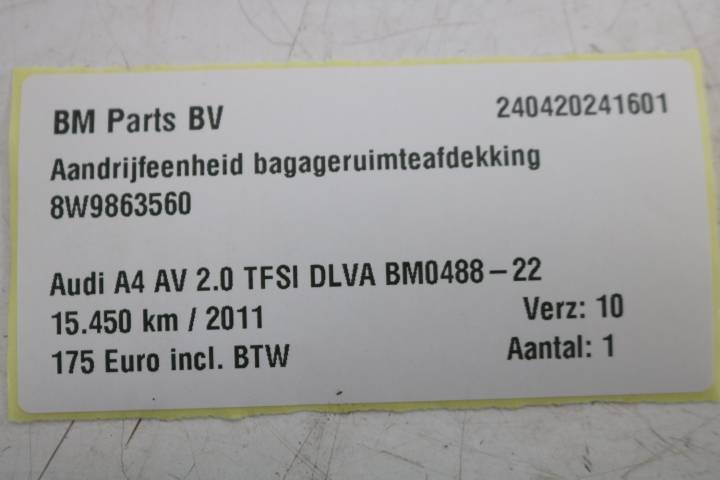 BM Parts BV 240420241601
Aandrijfeenheid bagageruimteafdekking
8W9863560
Audi A4 AV 2.0 TFSI DLVA BM0488-22
15.450 km / 2011 Verz: 10
175 Euro incl. BTW Aantal: 1